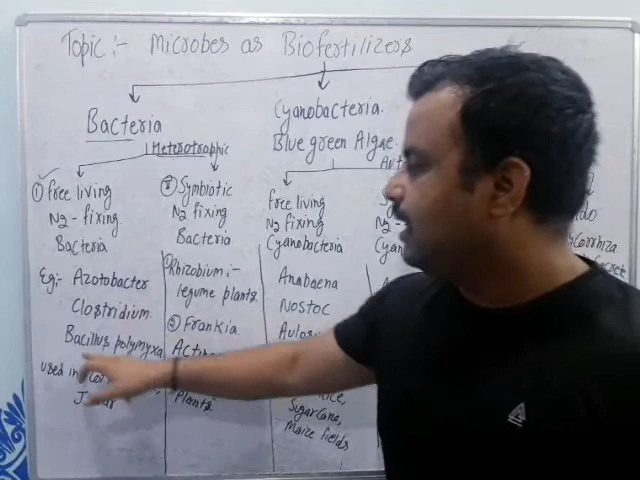 Topic :- Microbes as Biofertilizers
Bacteria
Heterotrophic
① Free living
N2-fixing
Bacteria
Eg:- Azotobacter
Clostridium.
Bacillus polymyxa
used in
② Symbiotic
N2 fixing
Bacteria
① Rhizobium:-
legume plants.
② Frankia.
Plants
Cyanobacteria.
Blue green Algae
Free living
N2 fixing
Cyanobacteria
Anabaena
Nostoc
Sugarcane,
Maize fields